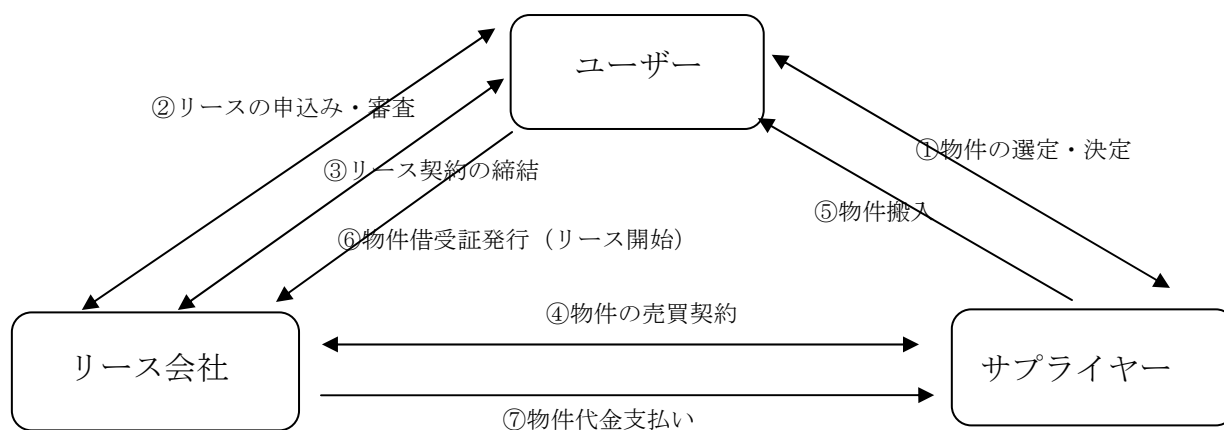 ユーザー
②リースの申込み・審査
①物件の選定・決定
③リース契約の締結
⑤物件搬入
⑥物件借受証発行（リース開始）
④物件の売買契約
リース会社
サプライヤー
⑦物件代金支払い